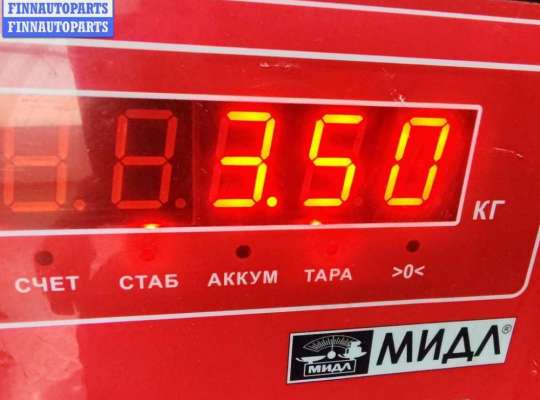 FINNAUTOPARTS
FINNAUTOPARTS
3.50 КГ
СЧЕТ СТАБ АККУМ ТАРА >0<
МИДЛ МИДЛ®